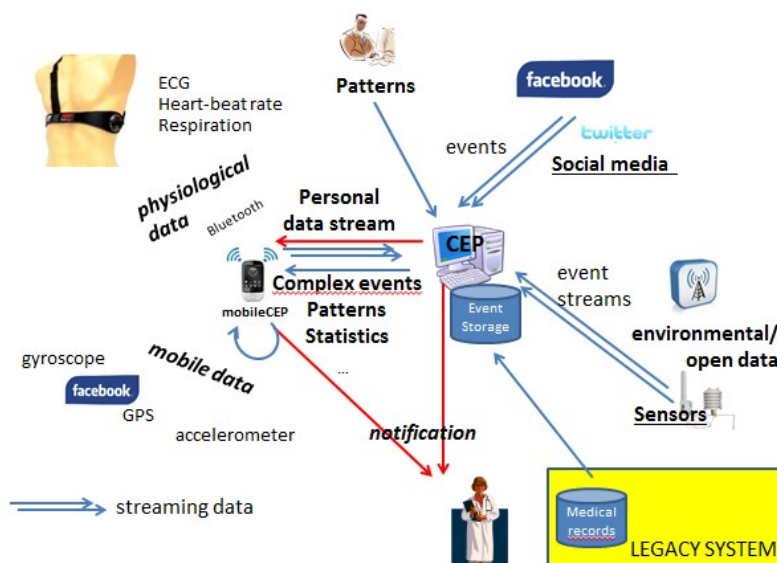 ECG
Heart-beat rate
Respiration
Patterns
facebook.
twitter
Social media
events
physiological
data
Bluetooth
Personal
data stream
CEP
mobileCEP
Complex events
Patterns
Statistics
...
Event
Storage
event
streams
environmental/
open data
Sensors
gyroscope
facebook.
GPS
accelerometer
mobile data
notification
streaming data
Medical
records
LEGACY SYSTEM